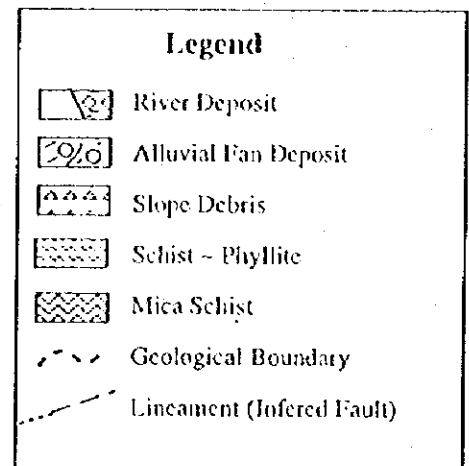 Legend
River Deposit
Alluvial Fan Deposit
Slope Debris
Schist ~ Phyllite
Mica Schist
Geological Boundary
Lineament (Infered Fault)